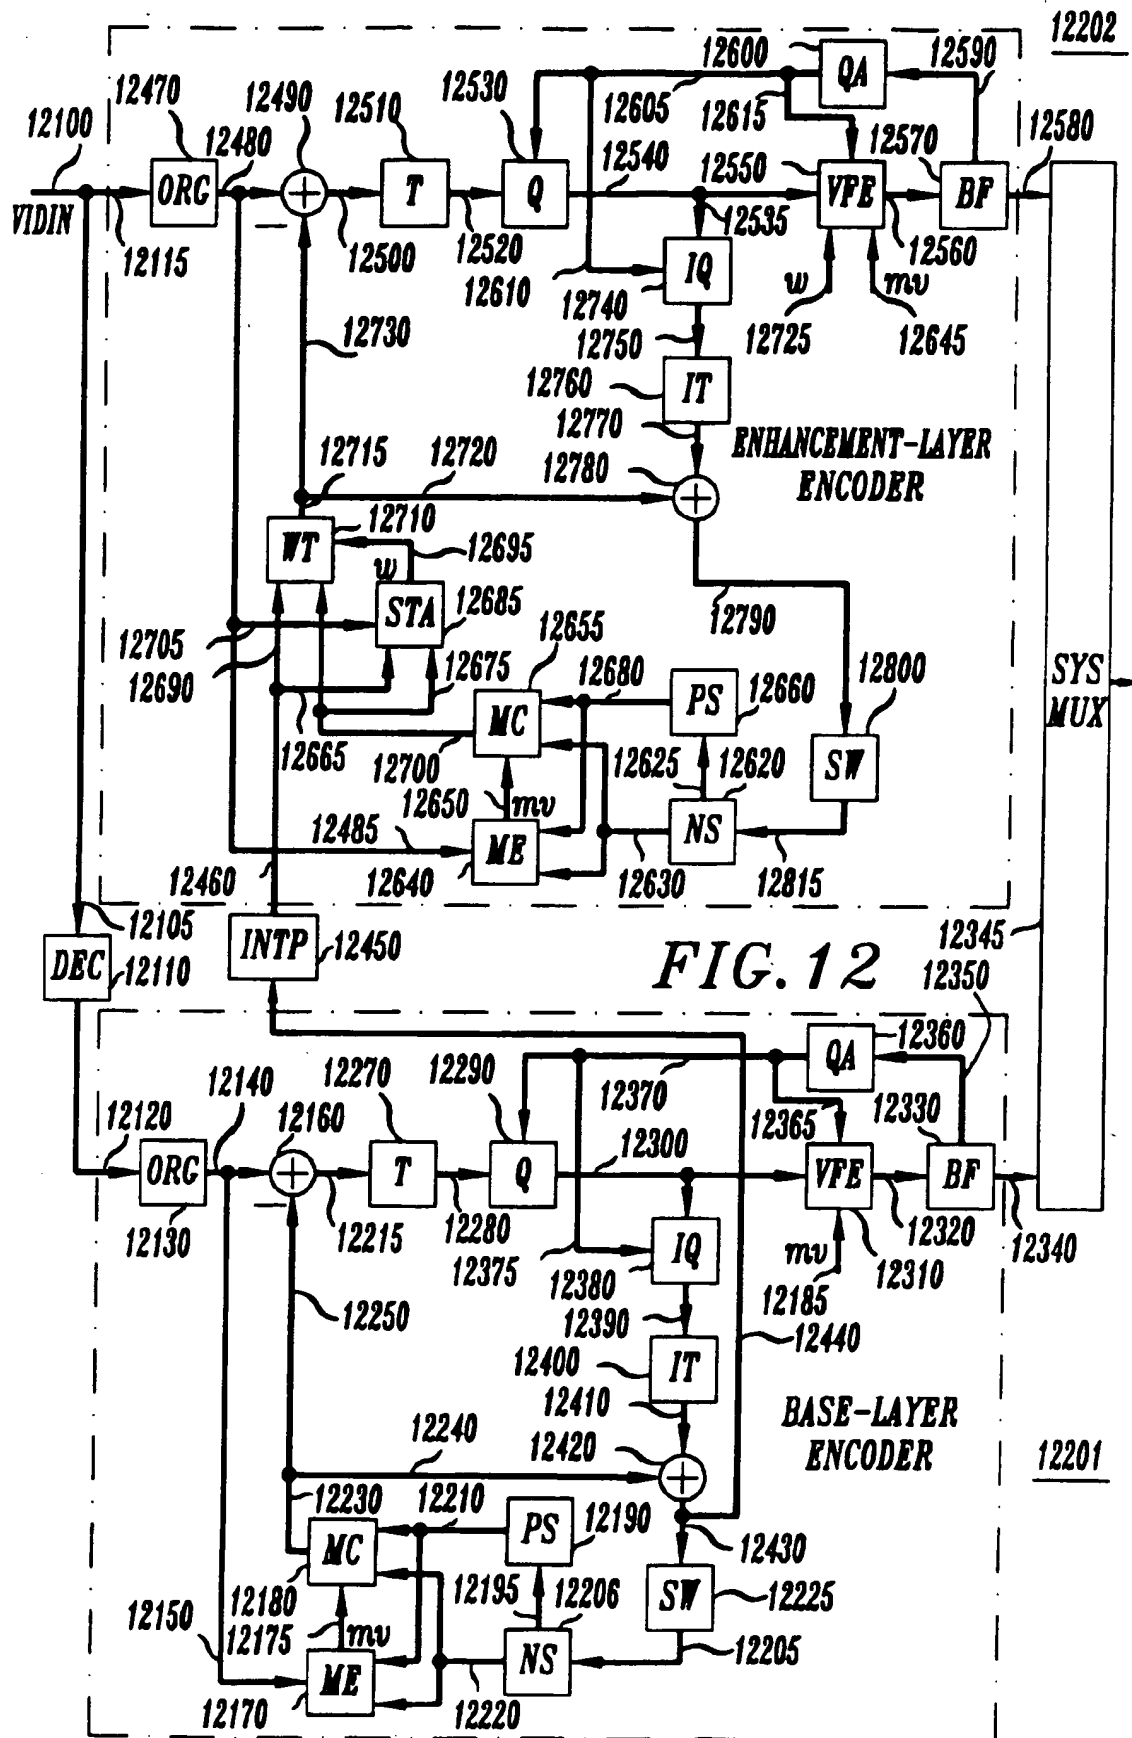 12202
12600
12590
QA
12470
12490
12510
12530
12605
12615
12100
12480
12540
12550
12570
12580
VIDIN
ORG
+
T
Q
VFE
BF
12115
12500
12520
12535
12560
12610
IQ
w
mv
12740
12725
12645
12730
12750
12760
IT
12770
12715
12720
12780
ENHANCEMENT-LAYER
ENCODER
+
12710
WT
12695
w
STA
12685
12790
12705
12690
12655
12675
12680
PS
12660
12800
SYS
MUX
MC
12665
12700
12625
12620
SW
12650
mv
12485
ME
NS
12460
12640
12630
12815
12105
INTP
12450
12345
DEC
12110
FIG. 12
12350
12360
QA
12140
12270
12290
12370
12330
12120
12160
12300
12365
ORG
+
T
Q
VFE
BF
12130
12215
12280
12320
12340
12375
IQ
mv
12310
12380
12185
12250
12390
12440
12400
IT
12410
BASE-LAYER
ENCODER
12240
12420
+
12201
12230
12210
PS
12190
12430
MC
12180
12195
12206
SW
12225
12150
12175
mv
NS
12205
ME
12170
12220